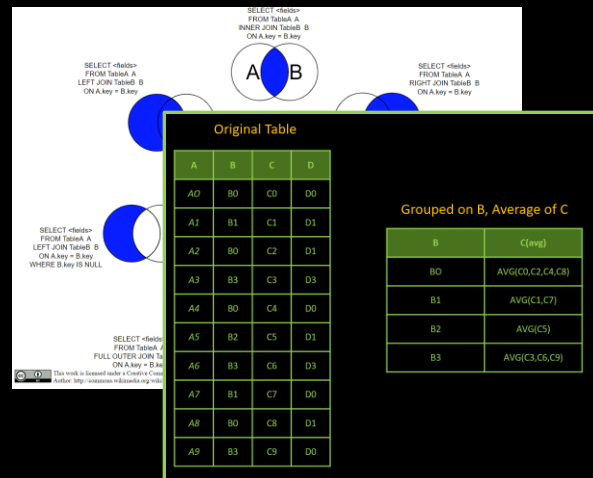 SELECT <fields>
FROM TableA A
INNER JOIN TableB B
ON A.key = B.key
SELECT <fields>
FROM TableA A
LEFT JOIN TableB B
ON A.key = B.key
A B
SELECT <fields>
FROM TableA A
RIGHT JOIN TableB B
ON A.key = B.key
SELECT <fields>
FROM TableA A
LEFT JOIN TableB B
ON A.key = B.key
WHERE B.key IS NULL
SELECT <fields
FROM TableA
FULL OUTER JOIN
ON A.key =
This work is licensed under a Creative
Author: http://commons.wikimedia.org
Original Table
A B C D
A0 B0 C0 D0
A1 B1 C1 D1
A2 B0 C2 D1
A3 B3 C3 D3
A4 B0 C4 D0
A5 B2 C5 D1
A6 B3 C6 D3
A7 B1 C7 D0
A8 B0 C8 D1
A9 B3 C9 D0
Grouped on B, Average of C
B C(avg)
BO AVG(C0,C2,C4,C8)
B1 AVG(C1,C7)
B2 AVG(C5)
B3 AVG(C3,C6,C9)